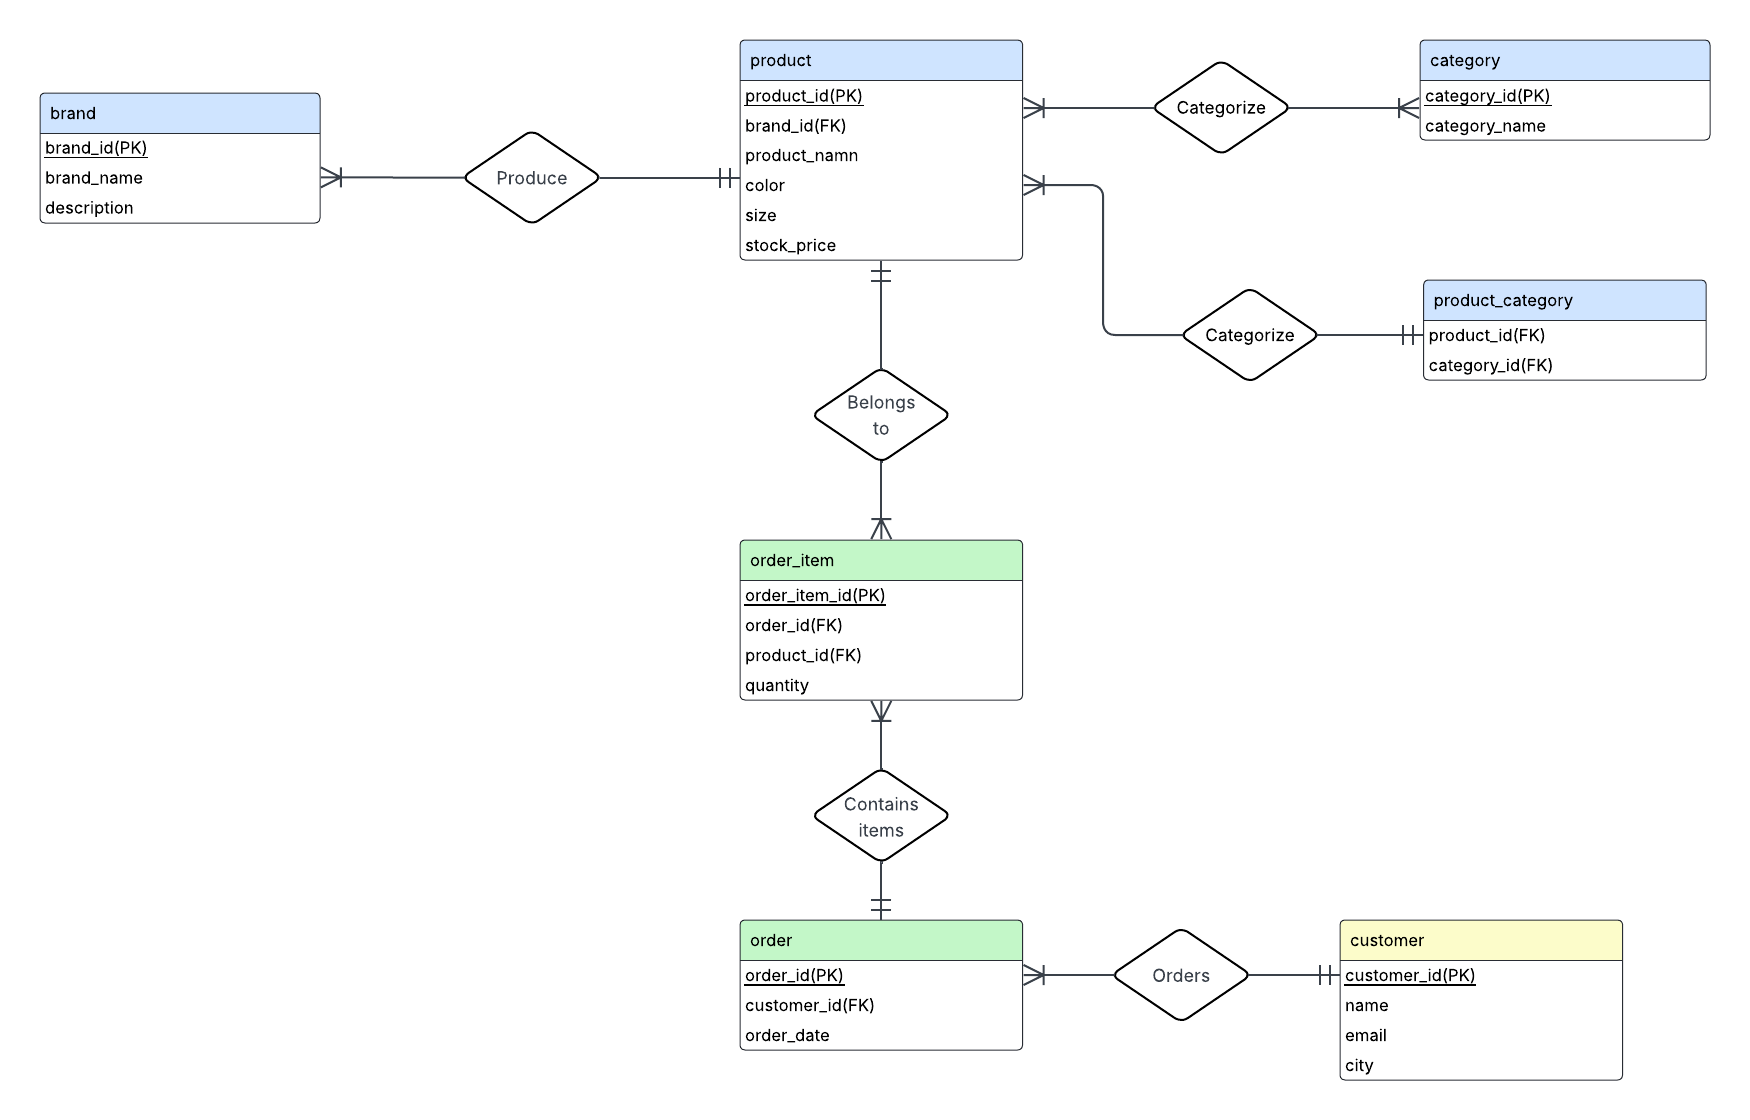 product
product_id(PK)
brand_id(FK)
product_namn
color
size
stock_price
Categorize
category
category_id(PK)
category_name
brand
brand_id(PK)
brand_name
description
Produce
Categorize
product_category
product_id(FK)
category_id(FK)
Belongs
to
order_item
order_item_id(PK)
order_id(FK)
product_id(FK)
quantity
Contains
items
order
order_id(PK)
customer_id(FK)
order_date
Orders
customer
customer_id(PK)
name
email
city